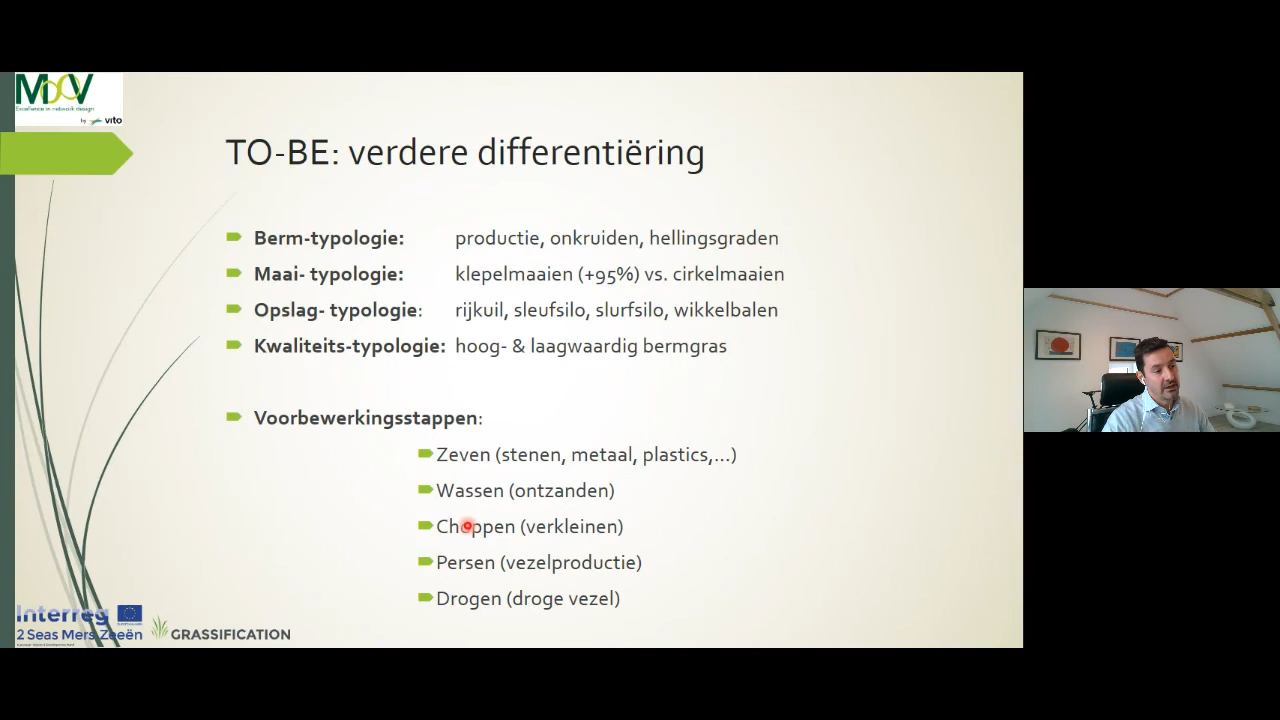 MOOV
Excellence in network design
by vito
TO-BE: verdere differentiëring
Berm-typologie: productie, onkruiden, hellingsgraden
Maai- typologie: klepelmaaien (+95%) vs. cirkelmaaien
Opslag- typologie: rijkuil, sleufsilo, slurfsilo, wikkelbalen
Kwaliteits-typologie: hoog- & laagwaardig bermgras
Voorbewerkingsstappen:
Zeven (stenen, metaal, plastics,...)
Wassen (ontzanden)
Choppen (verkleinen)
Persen (vezelproductie)
Drogen (droge vezel)
Interreg
2 Seas Mers Zeeën
GRASSIFICATION